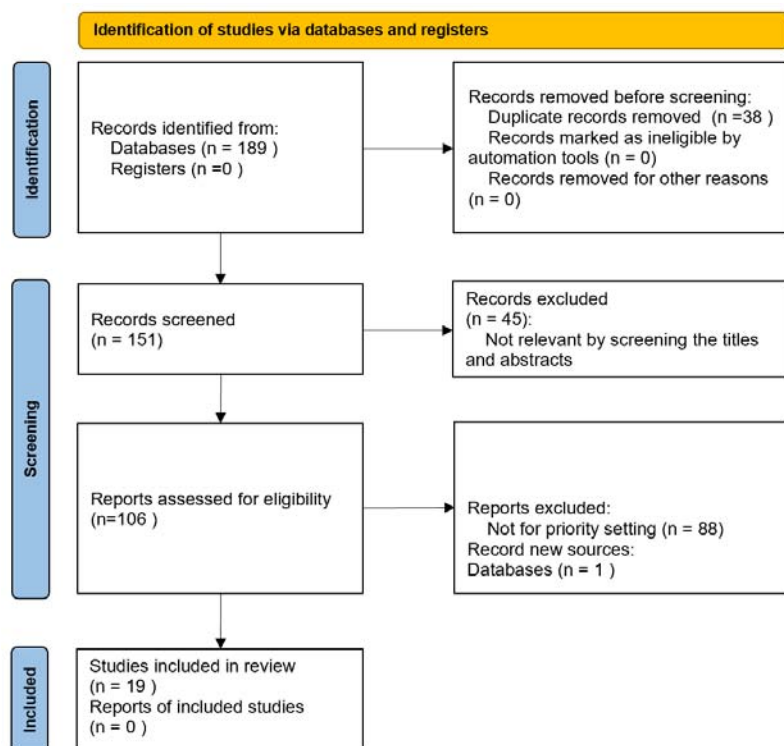 Identification of studies via databases and registers
Identification
Records identified from:
Databases (n = 189 )
Registers (n =0 )
Records removed before screening:
Duplicate records removed (n =38 )
Records marked as ineligible by
automation tools (n = 0)
Records removed for other reasons
(n = 0)
Screening
Records screened
(n = 151)
Records excluded
(n = 45):
Not relevant by screening the titles
and abstracts
Reports assessed for eligibility
(n=106 )
Reports excluded:
Not for priority setting (n = 88)
Record new sources:
Databases (n = 1 )
Included
Studies included in review
(n = 19 )
Reports of included studies
(n = 0 )